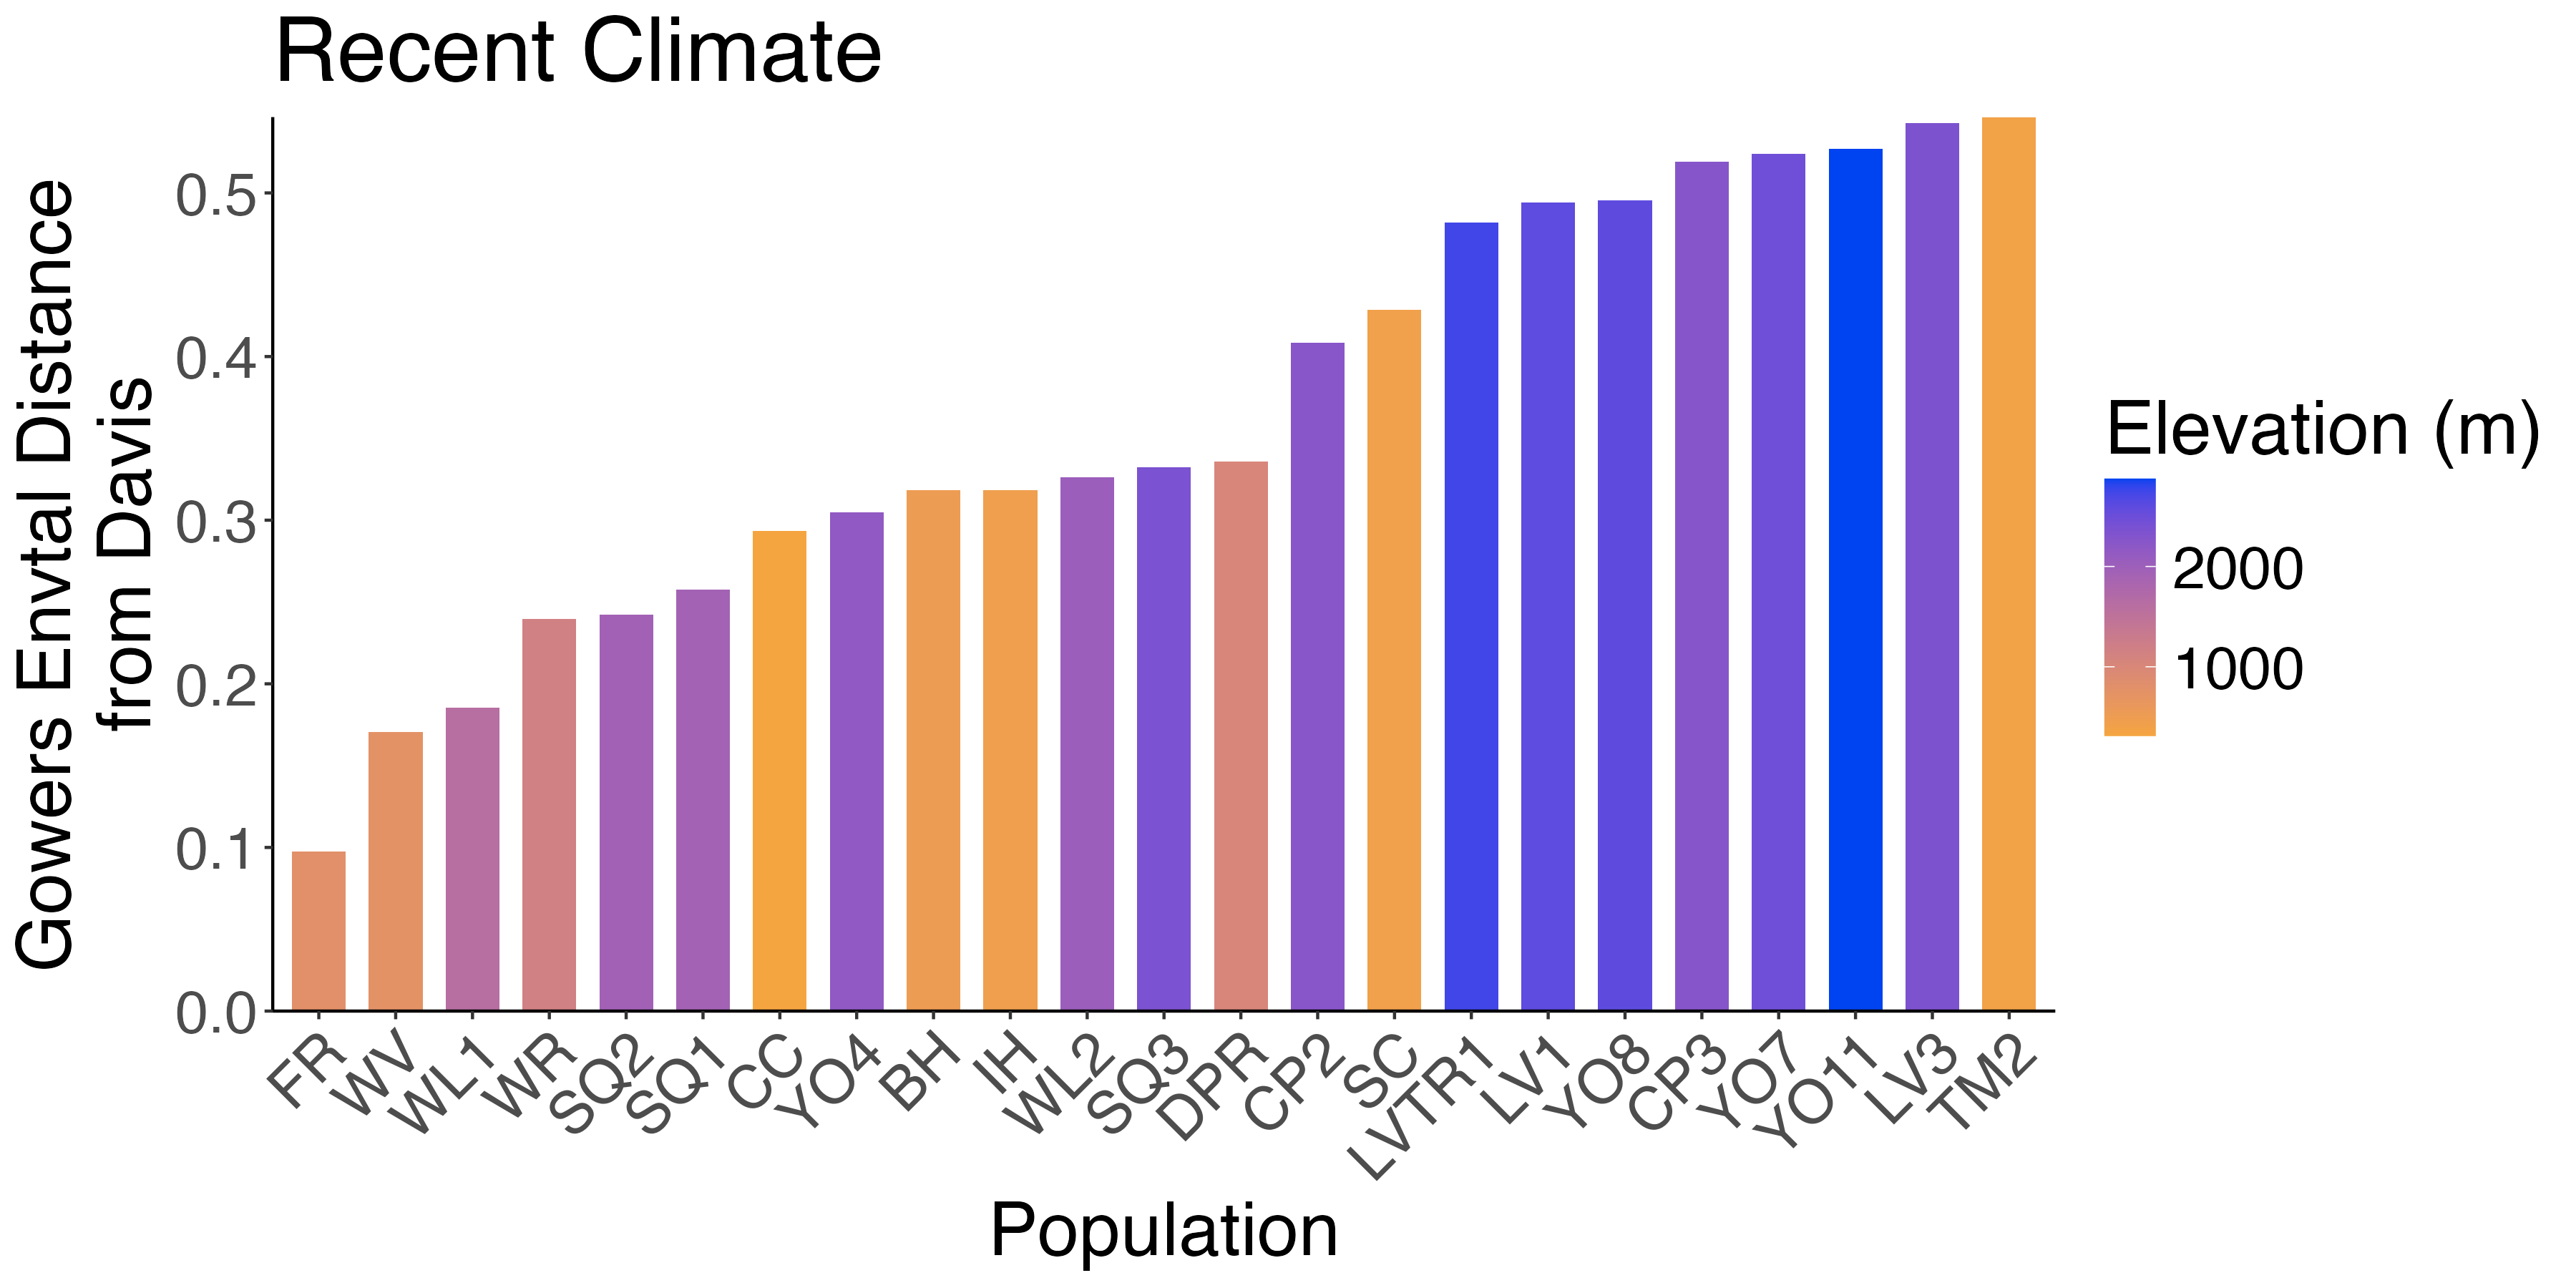 Recent Climate
Gowers Envtal Distance
from Davis
0.5
0.4
0.3
0.2
0.1
0.0
FR
WV
WL1
WR
SQ2
SQ1
CC
YO4
BH
IH
WL2
SQ3
DPR
CP2
SC
LVTR1
LV1
YO8
CP3
YO7
YO11
LV3
TM2
Population
Elevation (m)
2000
1000